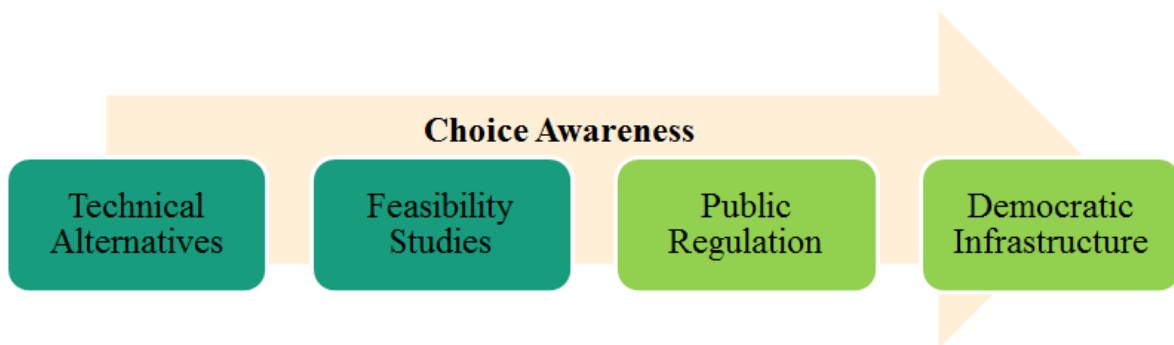 Choice Awareness
Technical
Alternatives
Feasibility
Studies
Public
Regulation
Democratic
Infrastructure